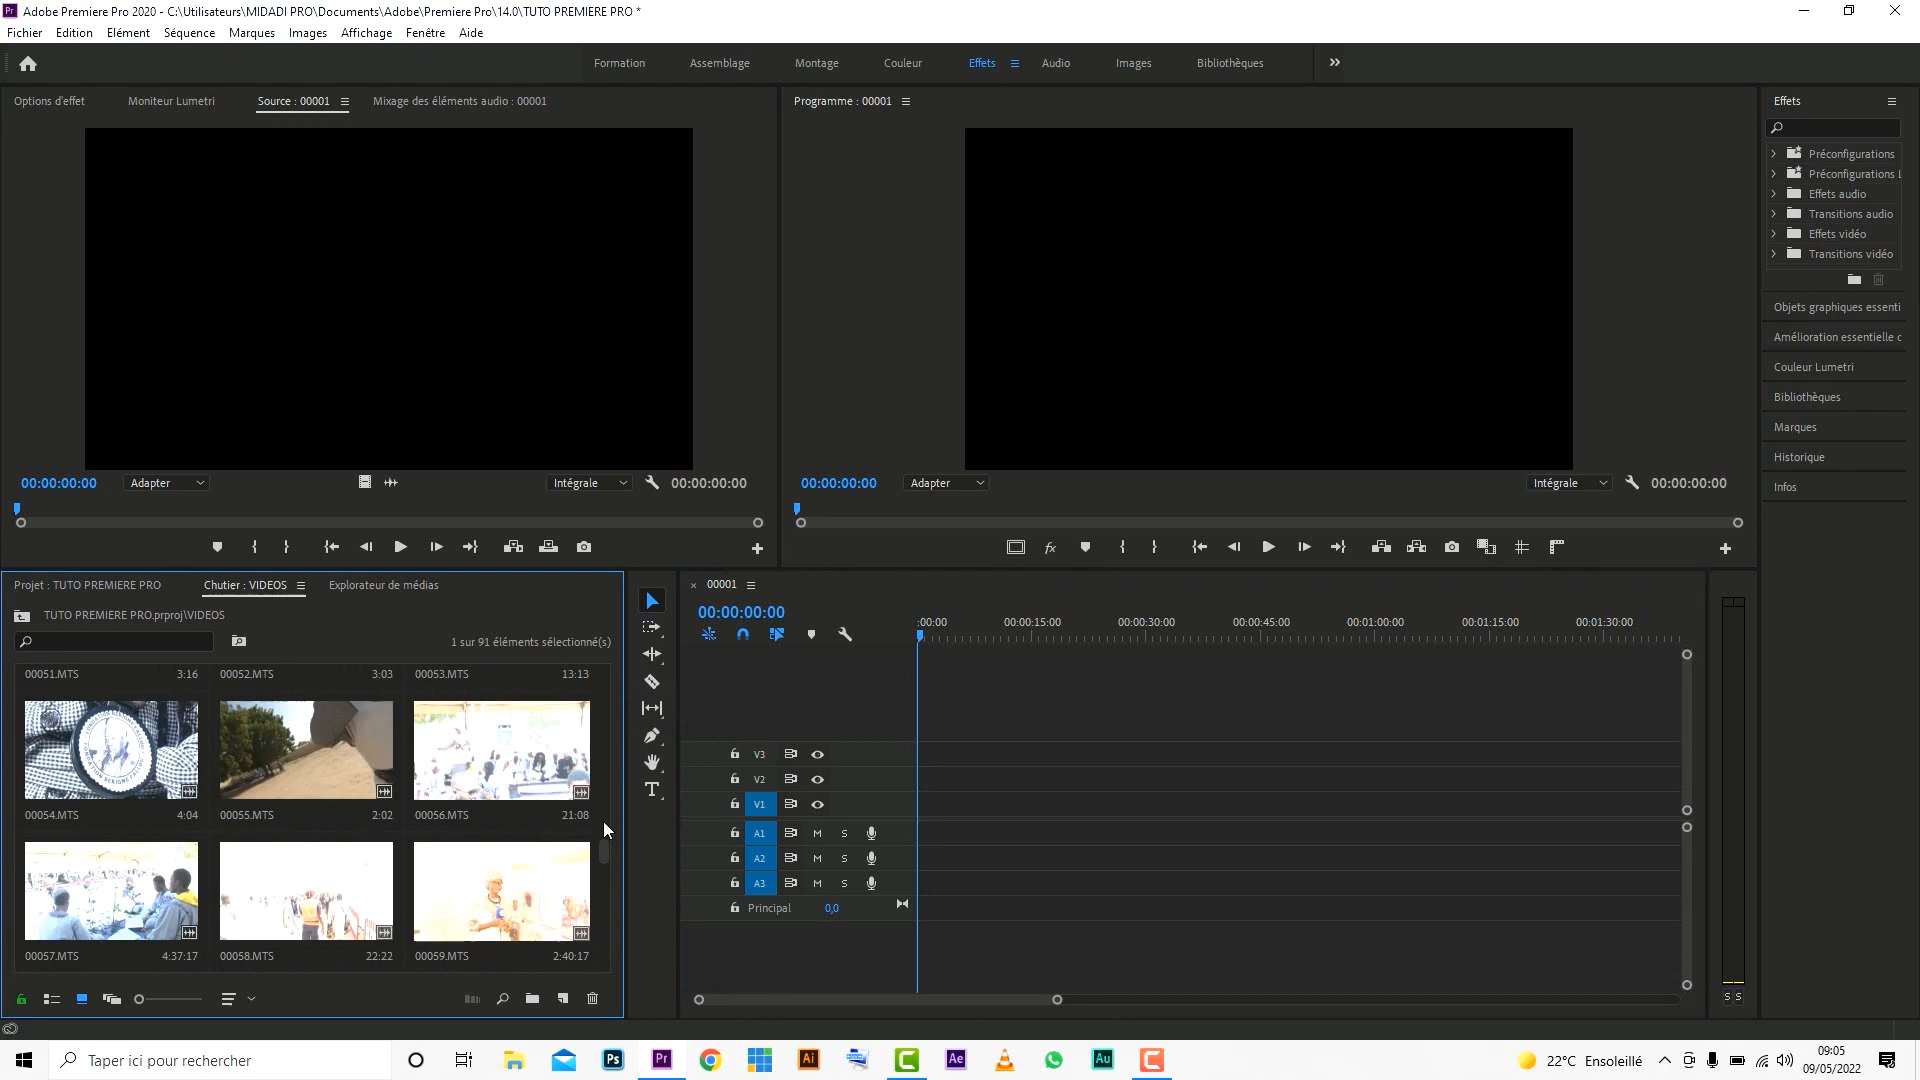 Adobe Premiere Pro 2020 - C:\Utilisateurs\MIDADI PRO\Documents\Adobe\Premiere Pro\14.0\TUTO PREMIERE PRO *
Fichier Edition Elément Séquence Marques Images Affichage Fenêtre Aide
Formation Assemblage Montage Couleur Effets Audio Images Bibliothèques
Options d'effet Moniteur Lumetri Source : 00001 Mixage des éléments audio : 00001
Programme : 00001
Effets
Préconfigurations
Préconfigurations L
Effets audio
Transitions audio
Effets vidéo
Transitions vidéo
Objets graphiques essenti
Amélioration essentielle c
Couleur Lumetri
Bibliothèques
Marques
Historique
Infos
00:00:00:00 Adapter Intégrale 00:00:00:00
00:00:00:00 Adapter Intégrale 00:00:00:00
Projet : TUTO PREMIERE PRO Chutier : VIDEOS Explorateur de médias
TUTO PREMIERE PRO.prproj\VIDEOS
1 sur 91 éléments sélectionné(s)
00051.MTS 3:16 00052.MTS 3:03 00053.MTS 13:13
00054.MTS 4:04 00055.MTS 2:02 00056.MTS 21:08
00057.MTS 4:37:17 00058.MTS 22:22 00059.MTS 2:40:17
00001
00:00:00:00
:00:00 00:00:15:00 00:00:30:00 00:00:45:00 00:01:00:00 00:01:15:00 00:01:30:00
V3
V2
V1
A1 M S
A2 M S
A3 M S
Principal 0,0
S S
Taper ici pour rechercher
22°C Ensoleillé
09:05
09/05/2022